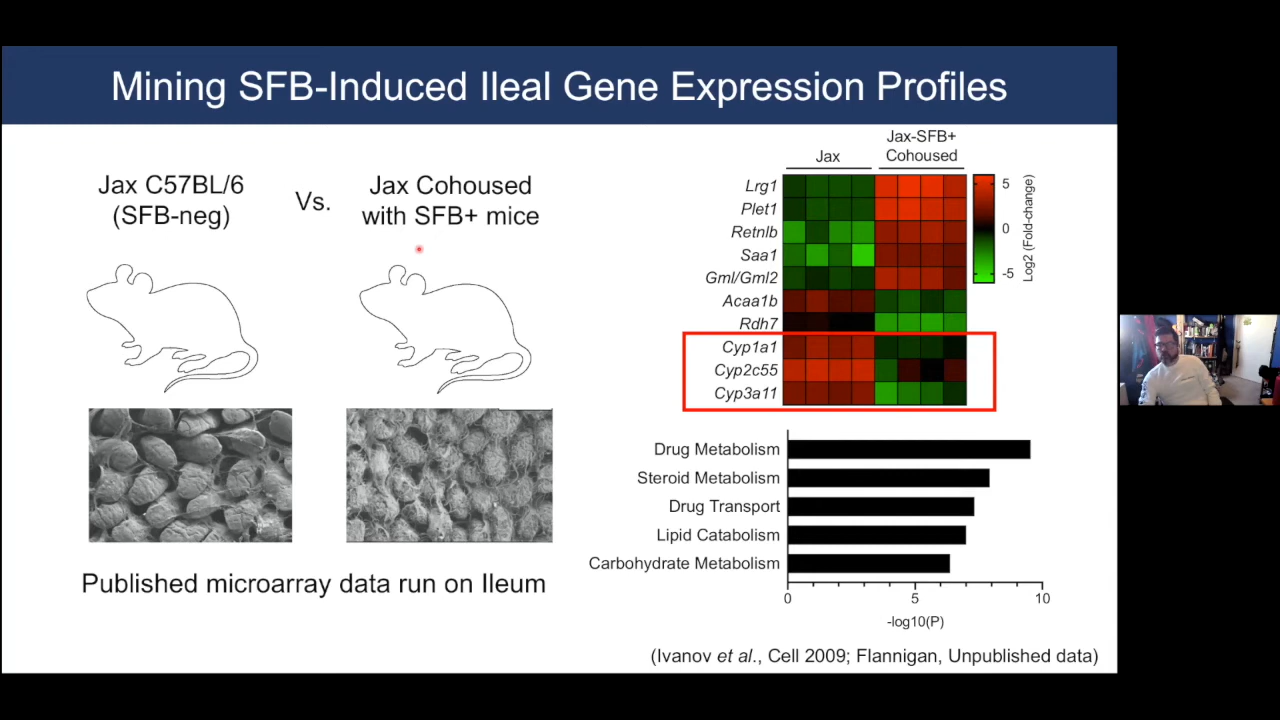 Mining SFB-Induced Ileal Gene Expression Profiles
Jax C57BL/6
(SFB-neg)
Vs.
Jax Cohoused
with SFB+ mice
Published microarray data run on Ileum
Jax
Jax-SFB+
Cohoused
Lrg1
Plet1
Retnlb
Saa1
Gml/Gml2
Acaa1b
Rdh7
Cyp1a1
Cyp2c55
Cyp3a11
5
0
-5
Log2 (Fold-change)
Drug Metabolism
Steroid Metabolism
Drug Transport
Lipid Catabolism
Carbohydrate Metabolism
0
5
10
-log10(P)
(Ivanov et al., Cell 2009; Flannigan, Unpublished data)